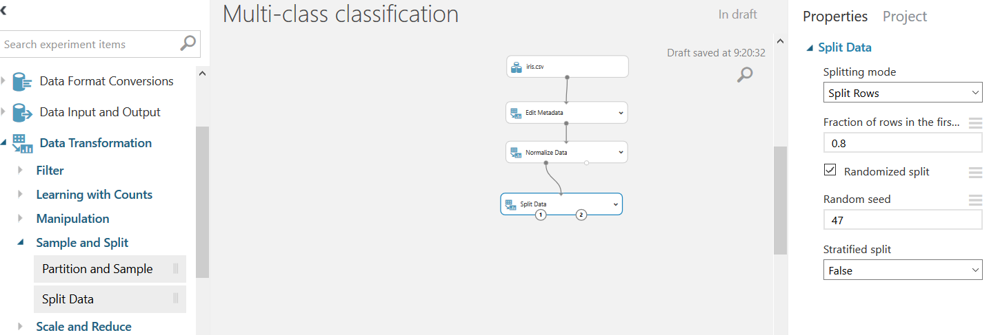 Multi-class classification
In draft
Properties Project
Search experiment items
Data Format Conversions
Data Input and Output
Data Transformation
Filter
Learning with Counts
Manipulation
Sample and Split
Partition and Sample
Split Data
Scale and Reduce
Draft saved at 9:20:32
iris.csv
Edit Metadata
Normalize Data
Split Data
1 2
Split Data
Splitting mode
Split Rows
Fraction of rows in the firs...
0.8
Randomized split
Random seed
47
Stratified split
False